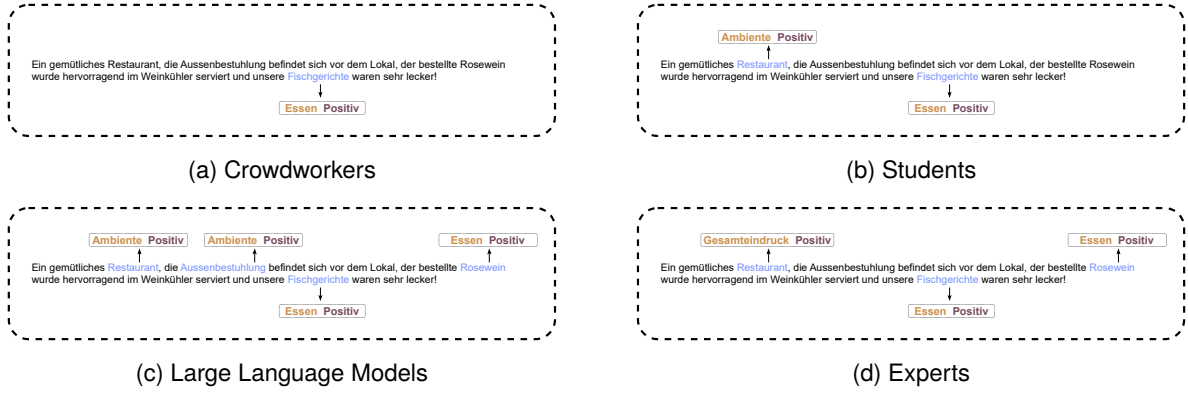 Ein gemütliches Restaurant, die Aussenbestuhlung befindet sich vor dem Lokal, der bestellte Rosewein
wurde hervorragend im Weinkühler serviert und unsere Fischgerichte waren sehr lecker!
Essen Positiv
(a) Crowdworkers
Ambiente Positiv
Ein gemütliches Restaurant, die Aussenbestuhlung befindet sich vor dem Lokal, der bestellte Rosewein
wurde hervorragend im Weinkühler serviert und unsere Fischgerichte waren sehr lecker!
Essen Positiv
(b) Students
Ambiente Positiv Ambiente Positiv Essen Positiv
Ein gemütliches Restaurant, die Aussenbestuhlung befindet sich vor dem Lokal, der bestellte Rosewein
wurde hervorragend im Weinkühler serviert und unsere Fischgerichte waren sehr lecker!
Essen Positiv
(c) Large Language Models
Gesamteindruck Positiv Essen Positiv
Ein gemütliches Restaurant, die Aussenbestuhlung befindet sich vor dem Lokal, der bestellte Rosewein
wurde hervorragend im Weinkühler serviert und unsere Fischgerichte waren sehr lecker!
Essen Positiv
(d) Experts